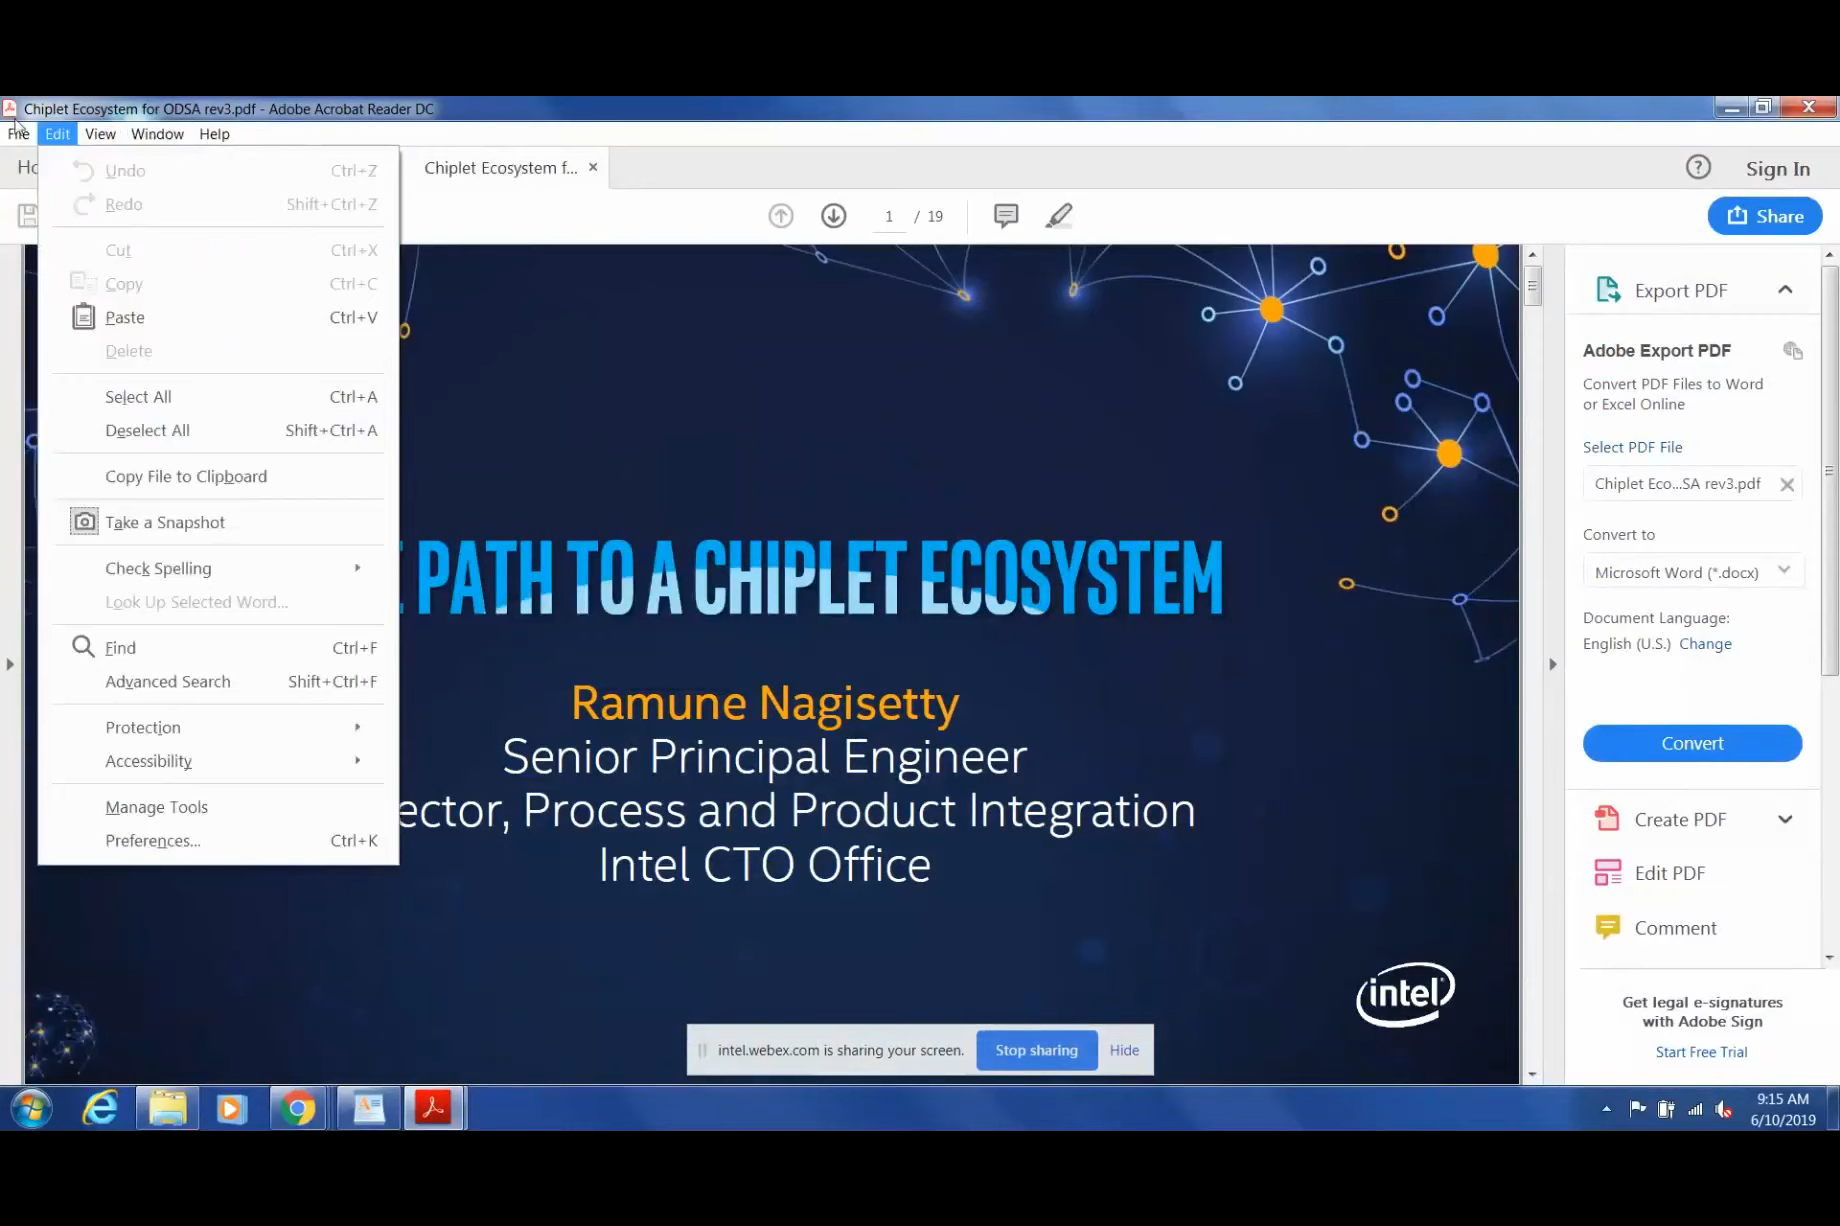 Chiplet Ecosystem for ODSA rev3.pdf - Adobe Acrobat Reader DC
File Edit View Window Help
Ho
Chiplet Ecosystem f... ×
Sign In
1 / 19
Share
Undo Ctrl+Z
Redo Shift+Ctrl+Z
Cut Ctrl+X
Copy Ctrl+C
Paste Ctrl+V
Delete
Select All Ctrl+A
Deselect All Shift+Ctrl+A
Copy File to Clipboard
Take a Snapshot
Check Spelling
Look Up Selected Word...
Find Ctrl+F
Advanced Search Shift+Ctrl+F
Protection
Accessibility
Manage Tools
Preferences... Ctrl+K
E PATH TO A CHIPLET ECOSYSTEM
Ramune Nagisetty
Senior Principal Engineer
ector, Process and Product Integration
Intel CTO Office
intel
intel.webex.com is sharing your screen. Stop sharing Hide
Export PDF
Adobe Export PDF
Convert PDF Files to Word
or Excel Online
Select PDF File
Chiplet Eco...SA rev3.pdf
Convert to
Microsoft Word (*.docx)
Document Language:
English (U.S.) Change
Convert
Create PDF
Edit PDF
Comment
Get legal e-signatures
with Adobe Sign
Start Free Trial
9:15 AM
6/10/2019